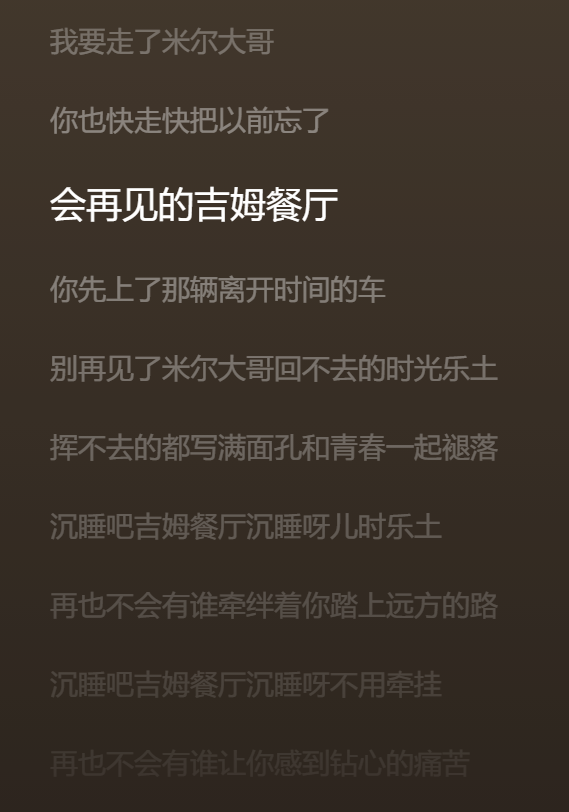 我要走了米尔大哥
你也快走快把以前忘了
会再见的吉姆餐厅
你先上了那辆离开时间的车
别再见了米尔大哥回不去的时光乐土
挥不去的都写满面孔和青春一起褪落
沉睡吧吉姆餐厅沉睡呀儿时乐土
再也不会有谁牵绊着你踏上远方的路
沉睡吧吉姆餐厅沉睡呀不用牵挂
再也不会有谁让你感到钻心的痛苦